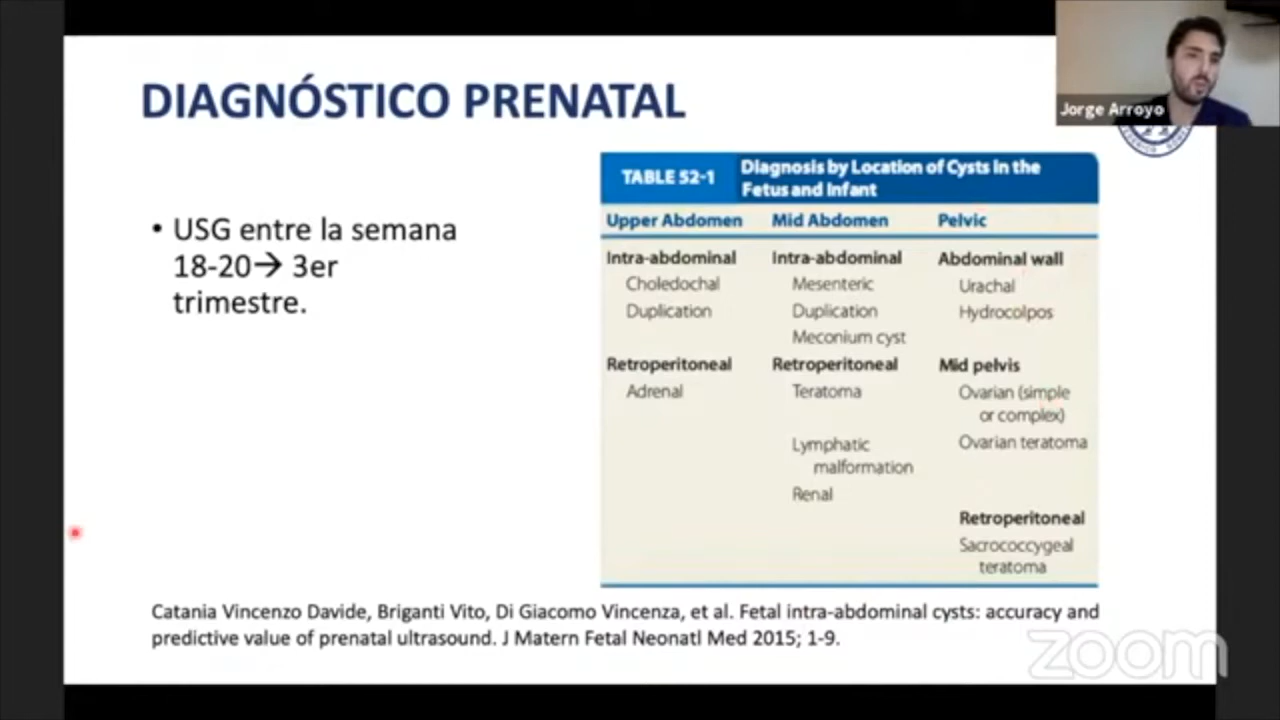 DIAGNÓSTICO PRENATAL
Jorge Arroyo
• USG entre la semana
18-20→ 3er
trimestre.
TABLE 52-1
Diagnosis by Location of Cysts in the
Fetus and Infant
Upper Abdomen Mid Abdomen Pelvic
Intra-abdominal Intra-abdominal Abdominal wall
Choledochal Mesenteric Urachal
Duplication Duplication Hydrocolpos
Meconium cyst
Retroperitoneal Retroperitoneal Mid pelvis
Adrenal Teratoma Ovarian (simple
or complex)
Lymphatic Ovarian teratoma
malformation
Renal
Retroperitoneal
Sacrococcygeal
teratoma
Catania Vincenzo Davide, Briganti Vito, Di Giacomo Vincenza, et al. Fetal intra-abdominal cysts: accuracy and
predictive value of prenatal ultrasound. J Matern Fetal Neonatl Med 2015; 1-9.
zoom